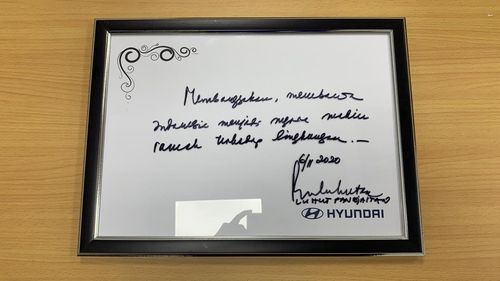 Membanggakan, membawa
Indonesia menjadi negara makin
ramah terhadap lingkungan. -
6/11 2020
LUHUT PANDJAITAN
HYUNDAI